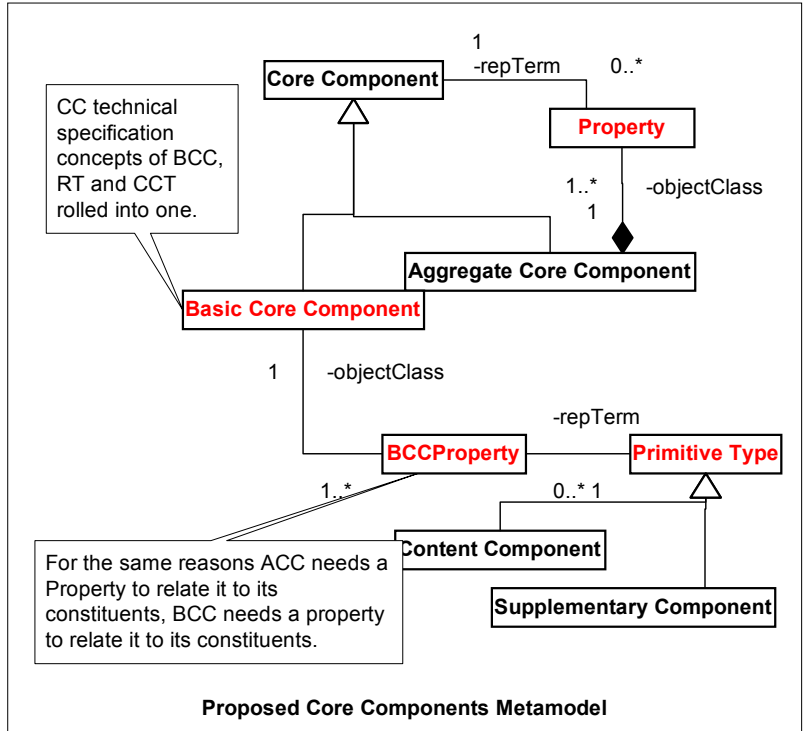 1
-repTerm
0..*
Core Component
Property
CC technical
specification
concepts of BCC,
RT and CCT
rolled into one.
1..*
-objectClass
1
Aggregate Core Component
Basic Core Component
1
-objectClass
-repTerm
BCCProperty
Primitive Type
1..*
0..* 1
Content Component
For the same reasons ACC needs a
Property to relate it to its
constituents, BCC needs a property
to relate it to its constituents.
Supplementary Component
Proposed Core Components Metamodel